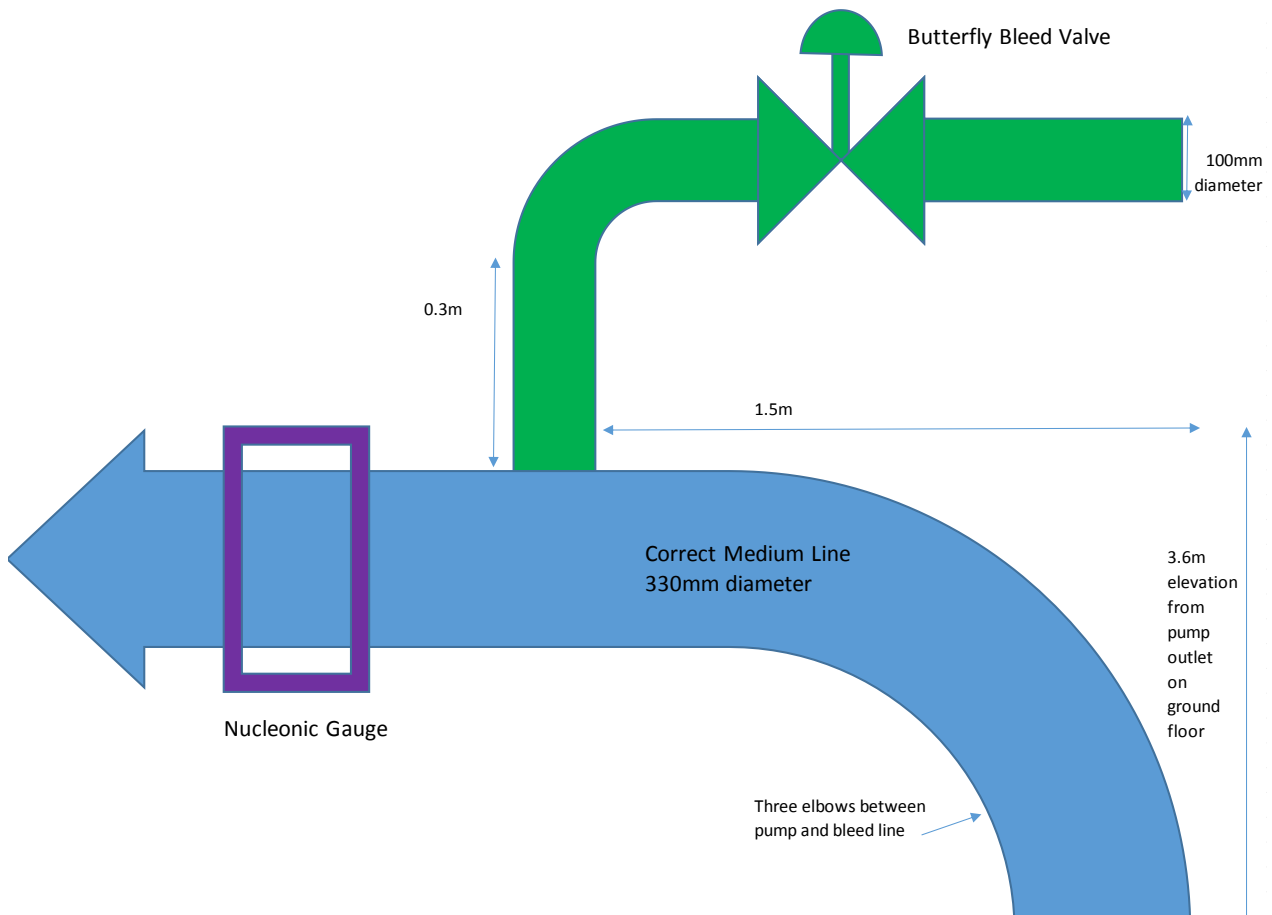 Butterfly Bleed Valve
100mm
diameter
0.3m
1.5m
Correct Medium Line
330mm diameter
3.6m
elevation
from
pump
outlet
on
ground
floor
Nucleonic Gauge
Three elbows between
pump and bleed line